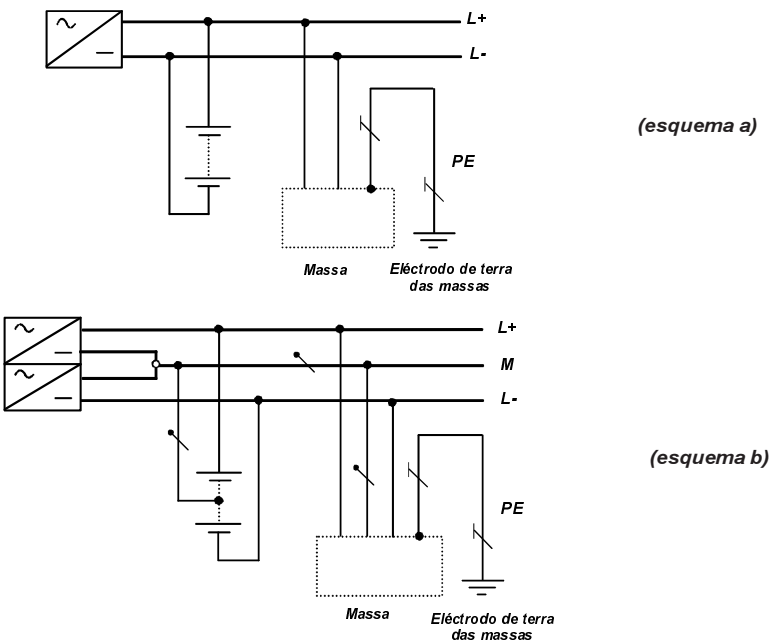 L+
L-
(esquema a)
PE
Massa
Eléctrodo de terra
das massas
L+
M
L-
(esquema b)
PE
Massa
Eléctrodo de terra
das massas